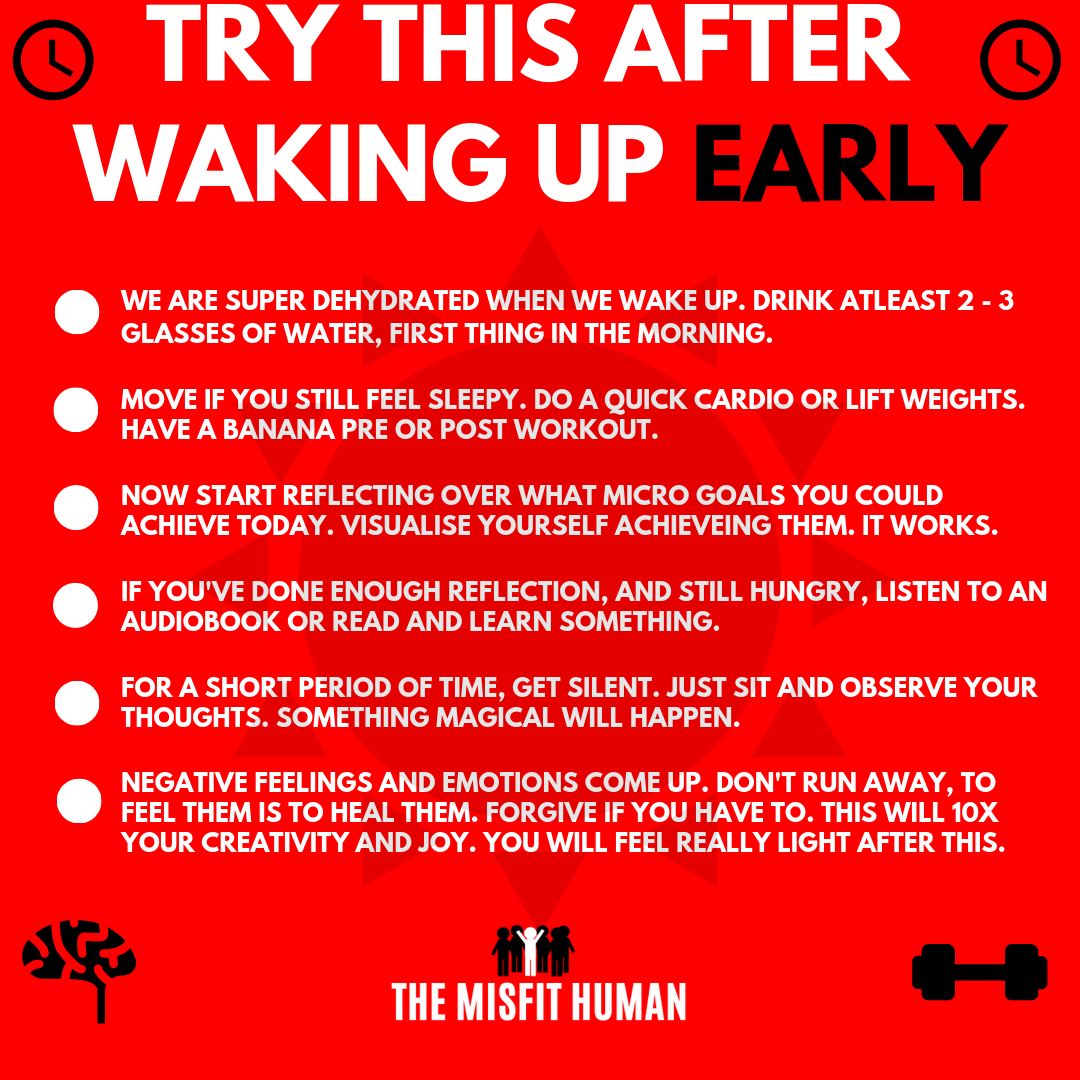 TRY THIS AFTER
WAKING UP EARLY
WE ARE SUPER DEHYDRATED WHEN WE WAKE UP. DRINK ATLEAST 2 - 3
GLASSES OF WATER, FIRST THING IN THE MORNING.
MOVE IF YOU STILL FEEL SLEEPY. DO A QUICK CARDIO OR LIFT WEIGHTS.
HAVE A BANANA PRE OR POST WORKOUT.
NOW START REFLECTING OVER WHAT MICRO GOALS YOU COULD
ACHIEVE TODAY. VISUALISE YOURSELF ACHIEVEING THEM. IT WORKS.
IF YOU'VE DONE ENOUGH REFLECTION, AND STILL HUNGRY, LISTEN TO AN
AUDIOBOOK OR READ AND LEARN SOMETHING.
FOR A SHORT PERIOD OF TIME, GET SILENT. JUST SIT AND OBSERVE YOUR
THOUGHTS. SOMETHING MAGICAL WILL HAPPEN.
NEGATIVE FEELINGS AND EMOTIONS COME UP. DON'T RUN AWAY, TO
FEEL THEM IS TO HEAL THEM. FORGIVE IF YOU HAVE TO. THIS WILL 10X
YOUR CREATIVITY AND JOY. YOU WILL FEEL REALLY LIGHT AFTER THIS.
THE MISFIT HUMAN